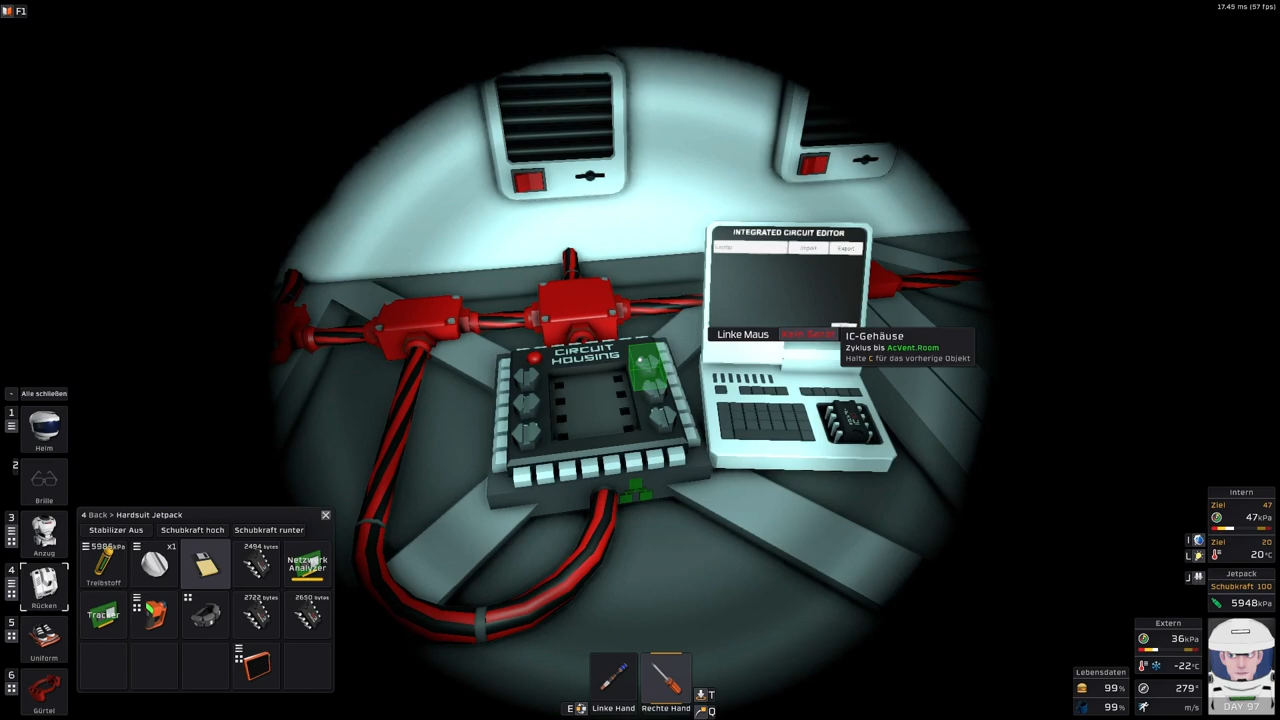 F1
17.45 ms (57 fps)
INTEGRATED CIRCUIT EDITOR
Import
Export
Linke Maus
IC-Gehäuse
Zyklus bis AcVent.Room
Halte C für das vorherige Objekt
CIRCUIT
HOUSING
- Alle schließen
1
Helm
2
Brille
3
Anzug
4
Rücken
5
Uniform
6
Gürtel
4 Back > Hardsuit Jetpack
Stabilizer Aus
Schubkraft hoch
Schubkraft runter
Treibstoff
x1
2494 bytes
Netzwerk
Analyzer
Tracker
2722 bytes
2650 bytes
E
Linke Hand
Rechte Hand
T
Q
Intern
Ziel 47
47kPa
Ziel 20
20°C
I
L
J
Jetpack
Schubkraft 100
5948kPa
Extern
36kPa
-22°C
Lebensdaten
99%
279°
99%
m/s
DAY 97